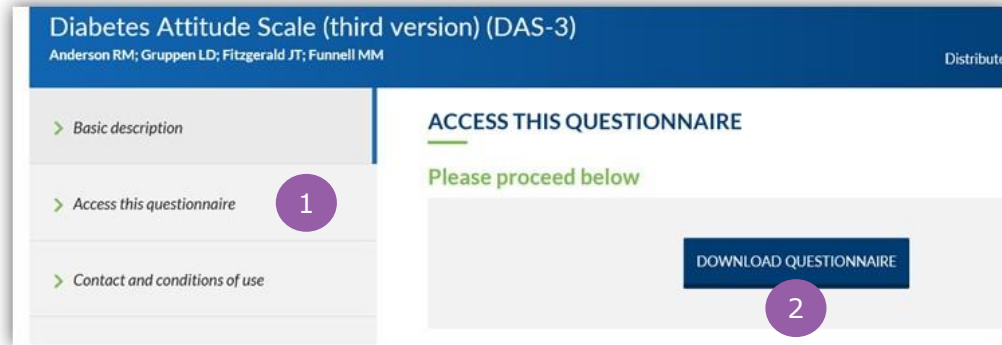 Diabetes Attitude Scale (third version) (DAS-3)
Anderson RM; Gruppen LD; Fitzgerald JT; Funnell MM
Distribute
Basic description
Access this questionnaire
1
Contact and conditions of use
ACCESS THIS QUESTIONNAIRE
Please proceed below
DOWNLOAD QUESTIONNAIRE
2